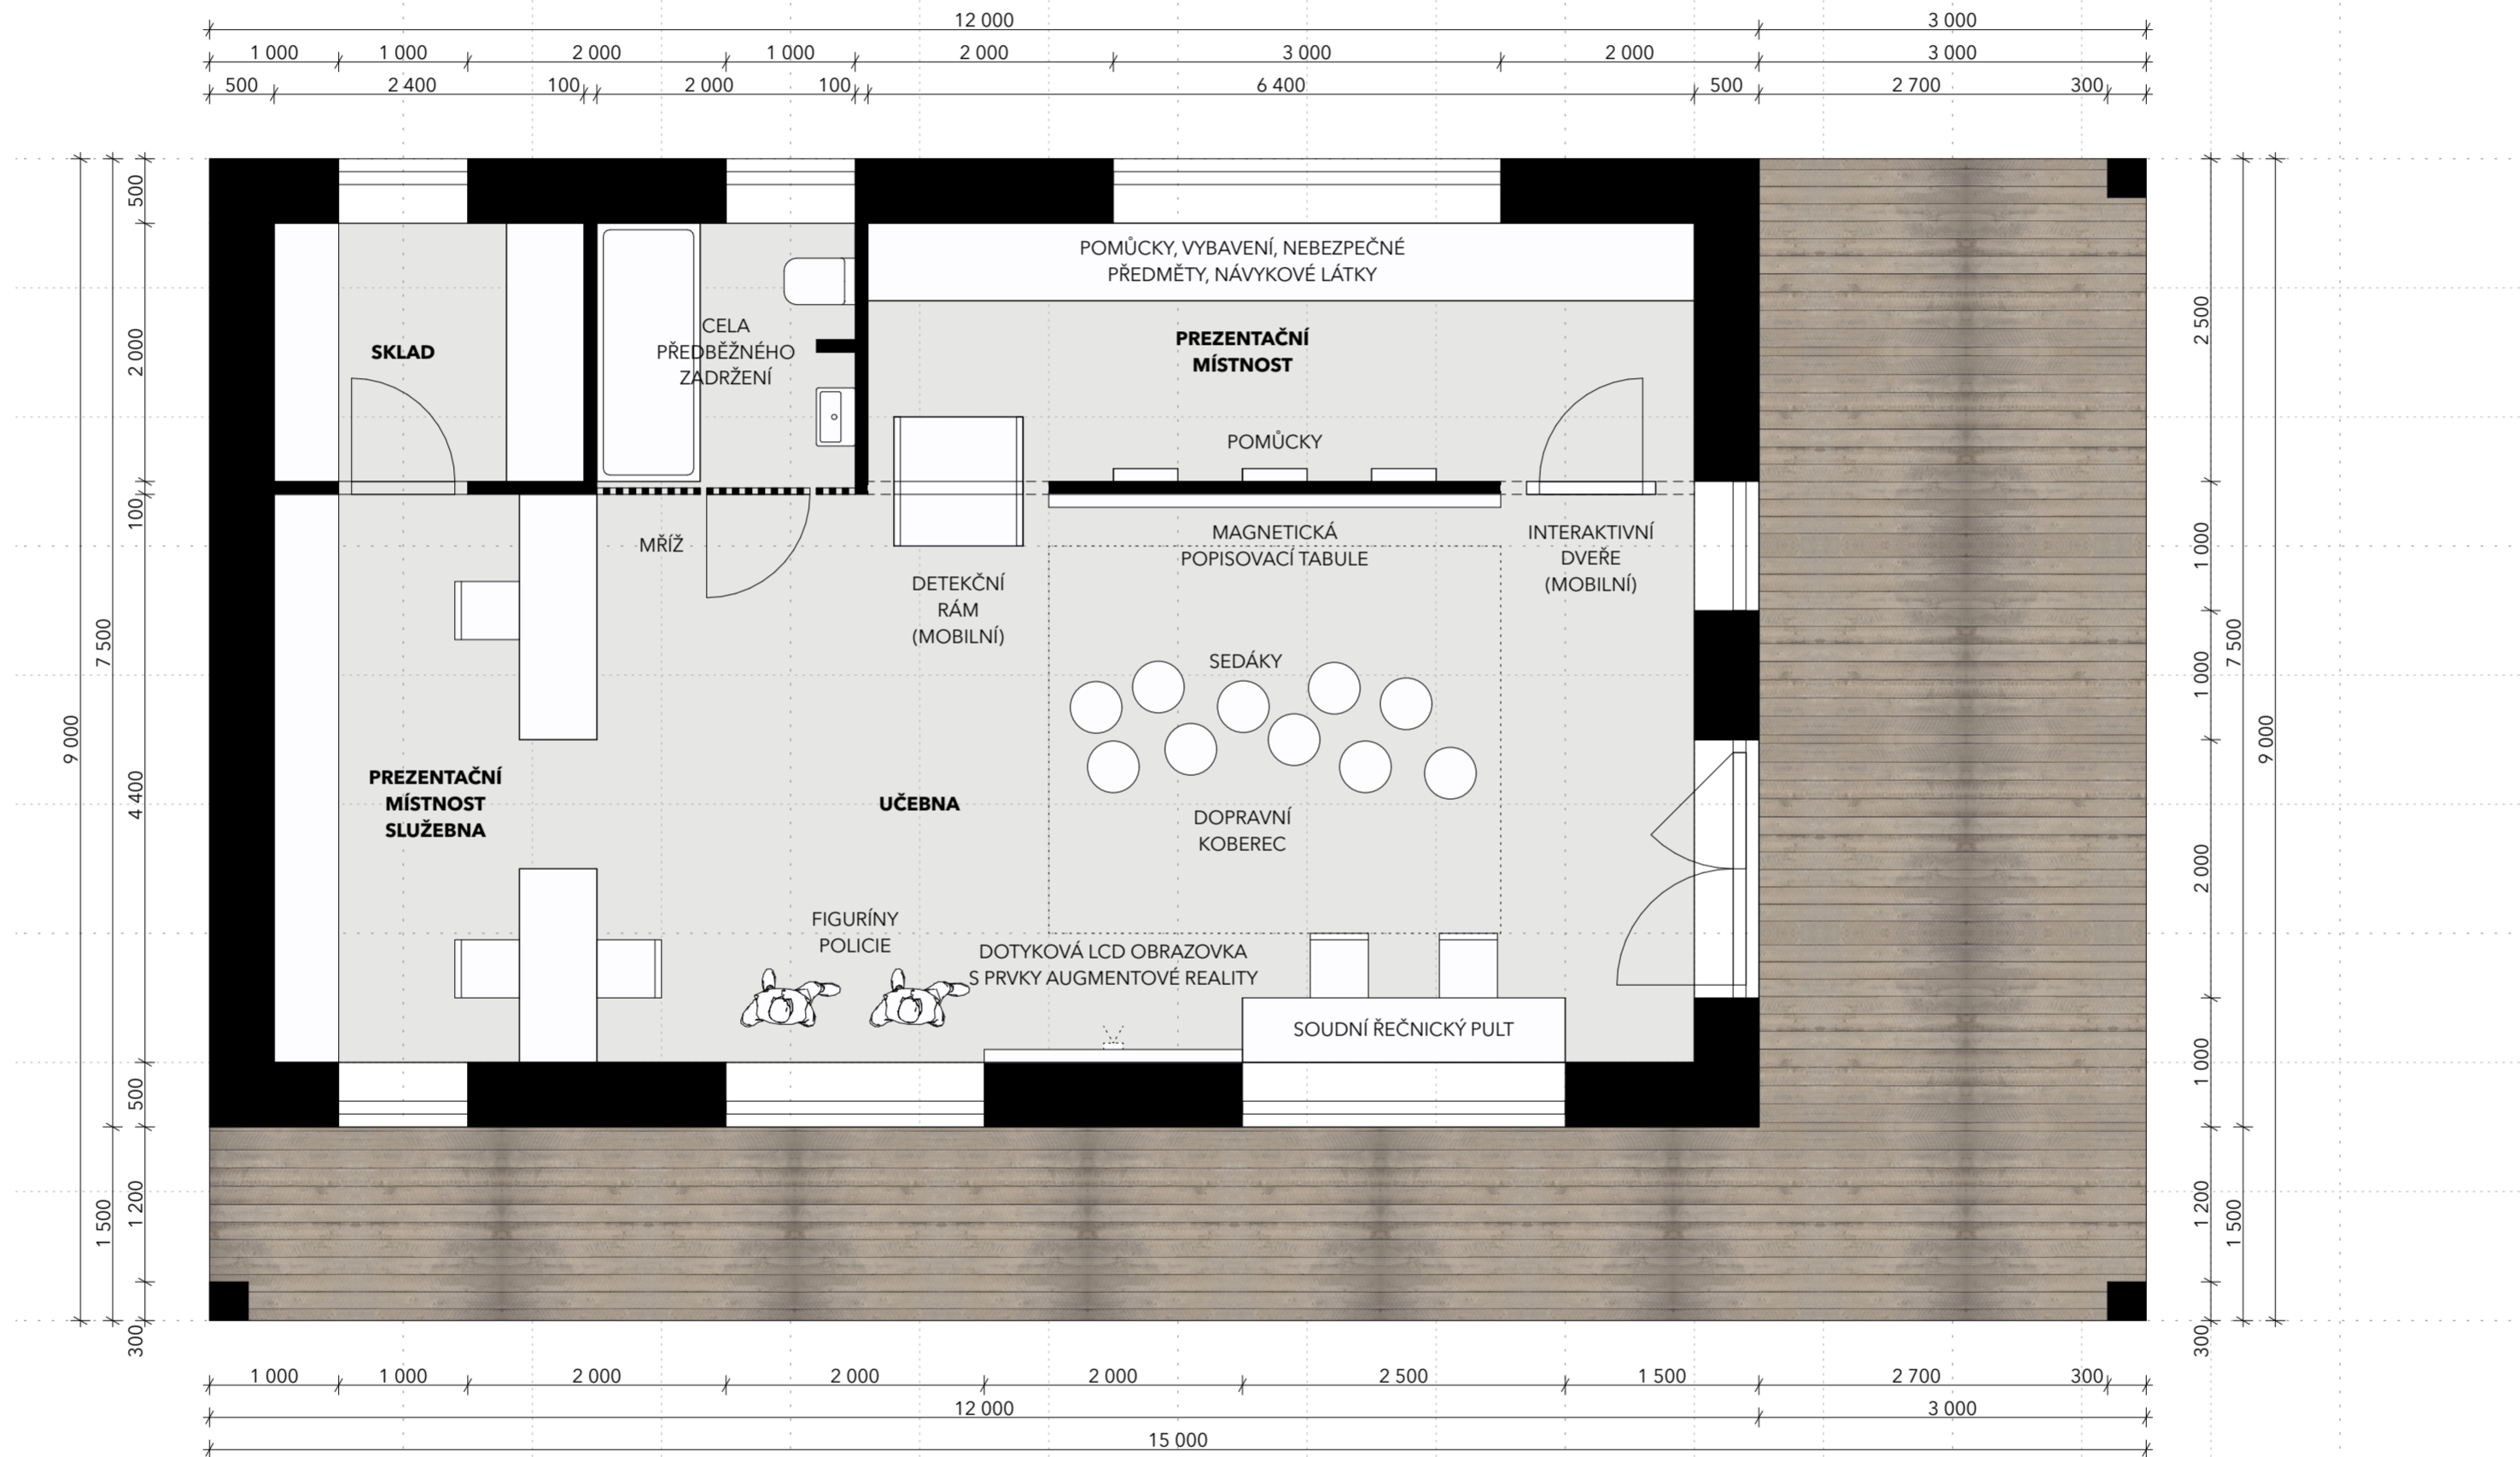 12 000 3 000
1 000 1 000 2 000 1 000 2 000 3 000 2 000 3 000
500 2 400 100 2 000 100 6 400 500 2 700 300
500
2 000
100
4 400
500
1 200
300
7 500
1 500
9 000
POMŮCKY, VYBAVENÍ, NEBEZPEČNÉ
PŘEDMĚTY, NÁVYKOVÉ LÁTKY
SKLAD
CELA
PŘEDBĚŽNÉHO
ZADRŽENÍ
PREZENTAČNÍ
MÍSTNOST
POMŮCKY
MŘÍŽ
DETEKČNÍ
RÁM
(MOBILNÍ)
MAGNETICKÁ
POPISOVACÍ TABULE
INTERAKTIVNÍ
DVEŘE
(MOBILNÍ)
SEDÁKY
PREZENTAČNÍ
MÍSTNOST
SLUŽEBNA
UČEBNA
DOPRAVNÍ
KOBEREC
FIGURÍNY
POLICIE
DOTYKOVÁ LCD OBRAZOVKA
S PRVKY AUGMENTOVÉ REALITY
SOUDNÍ ŘEČNICKÝ PULT
2 500
1 000
1 000
2 000
1 000
1 200
300
7 500
1 500
9 000
1 000 1 000 2 000 2 000 2 000 2 500 1 500 2 700 300
12 000 3 000
15 000